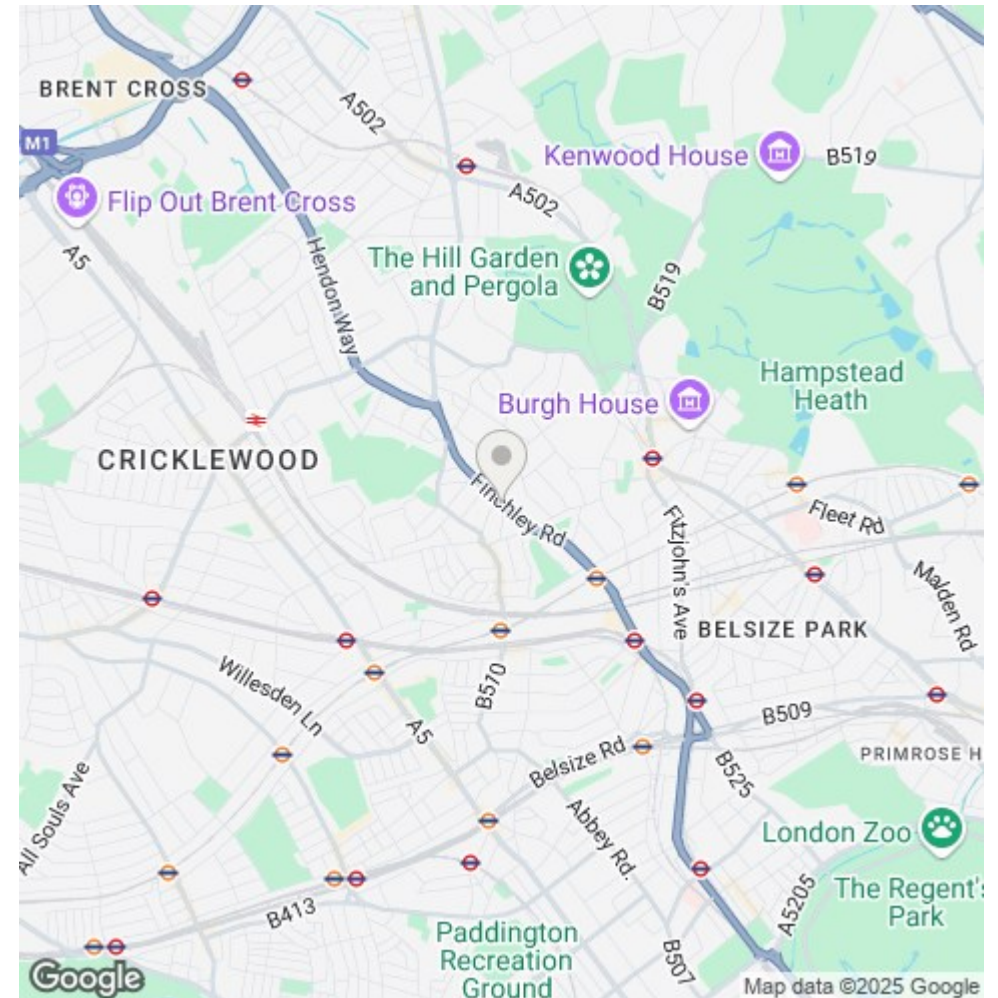 BRENT CROSS
A502
M1
Kenwood House
B519
Flip Out Brent Cross
A502
A5
Hendon Way
The Hill Garden
and Pergola
B519
Hampstead
Heath
Burgh House
CRICKLEWOOD
Finchley Rd
Fleet Rd
Fitzjohn's Ave
Malden Rd
BELSIZE PARK
Willesden Ln
B510
B509
A5
Belsize Rd
B525
PRIMROSE H
All Souls Ave
Abbey Rd.
London Zoo
A5205
The Regent's
Park
B413
Paddington
Recreation
Ground
B507
Google
Map data ©2025 Google